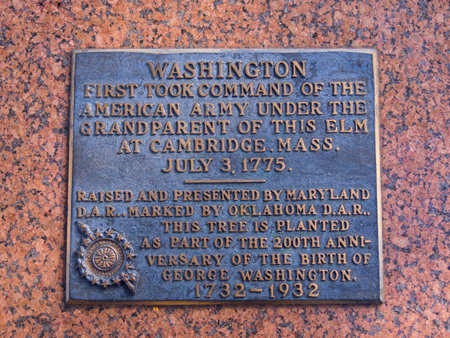 WASHINGTON
FIRST TOOK COMMAND OF THE
AMERICAN ARMY UNDER THE
GRANDPARENT OF THIS ELM
AT CAMBRIDGE, MASS.
JULY 3, 1775.
RAISED AND PRESENTED BY MARYLAND
D.A.R., MARKED BY OKLAHOMA D.A.R.,
THIS TREE IS PLANTED
AS PART OF THE 200TH ANNI-
VERSARY OF THE BIRTH OF
GEORGE WASHINGTON.
1732-1932